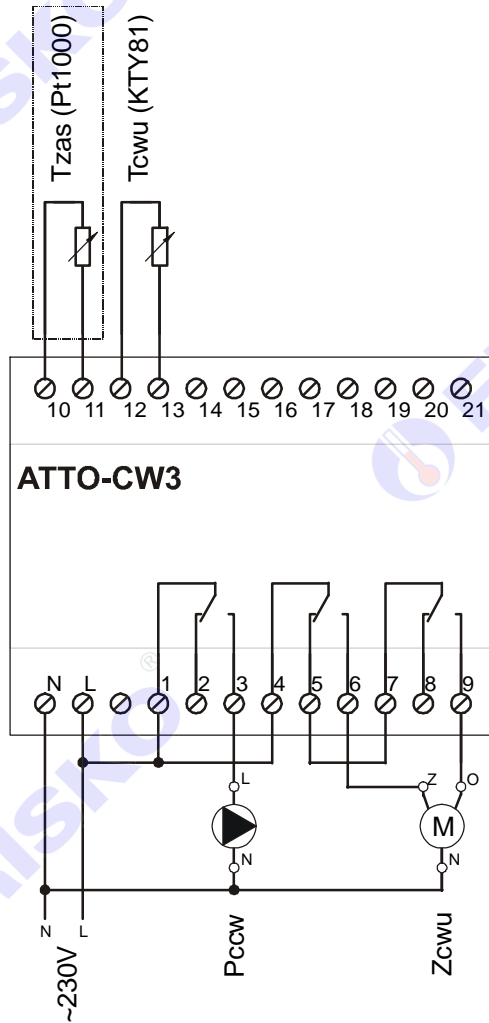 Tzas (Pt1000)
Tcwu (KTY81)
10 11 12 13 14 15 16 17 18 19 20 21
ATTO-CW3
N L 1 2 3 4 5 6 7 8 9
®
L
Z
O
M
N
N
N
L
~230V
Pccw
Zcwu